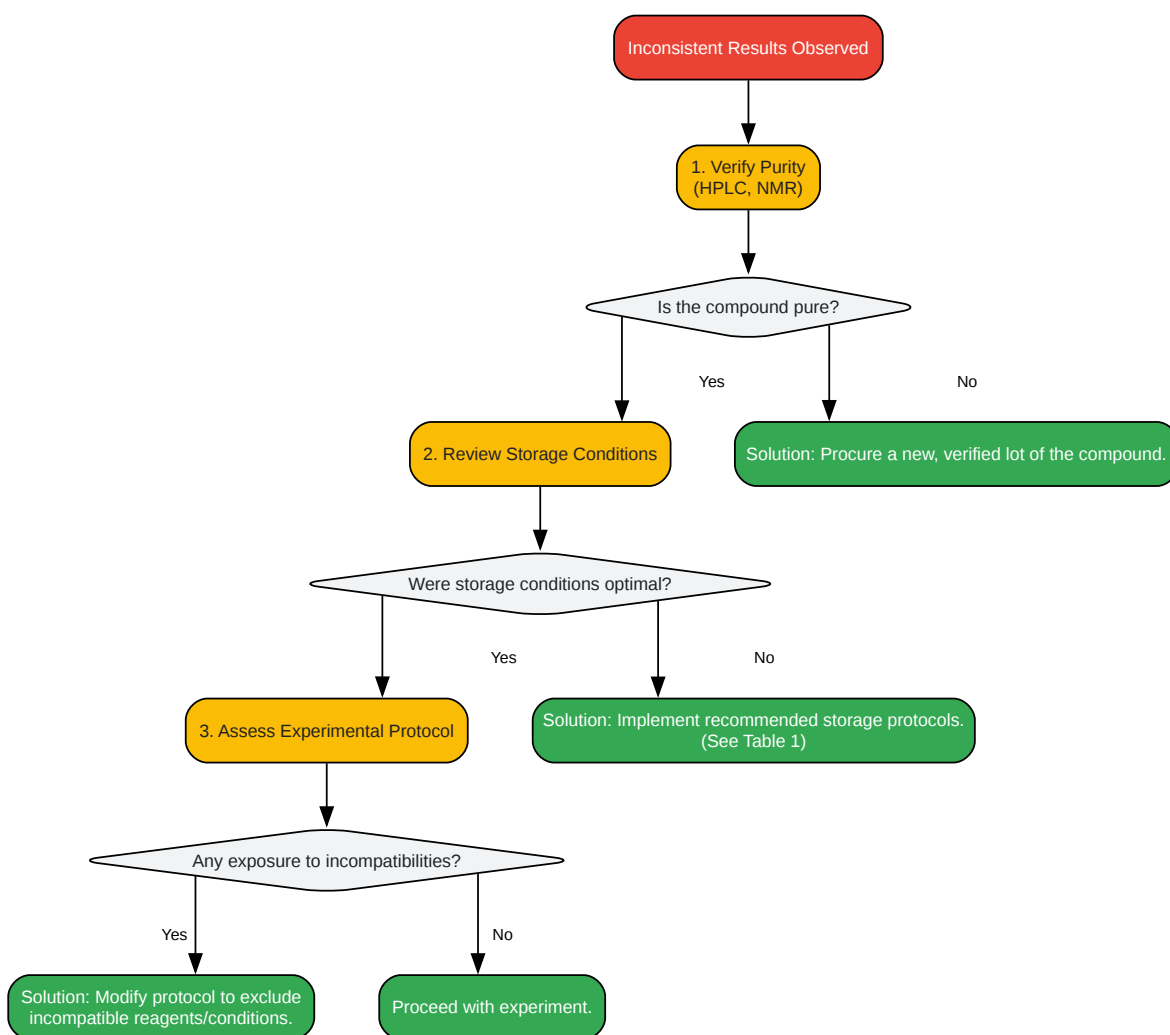 Inconsistent Results Observed
1. Verify Purity
(HPLC, NMR)
Is the compound pure?
Yes
No
2. Review Storage Conditions
Solution: Procure a new, verified lot of the compound.
Were storage conditions optimal?
Yes
No
3. Assess Experimental Protocol
Solution: Implement recommended storage protocols.
(See Table 1)
Any exposure to incompatibilities?
Yes
No
Solution: Modify protocol to exclude
incompatible reagents/conditions.
Proceed with experiment.